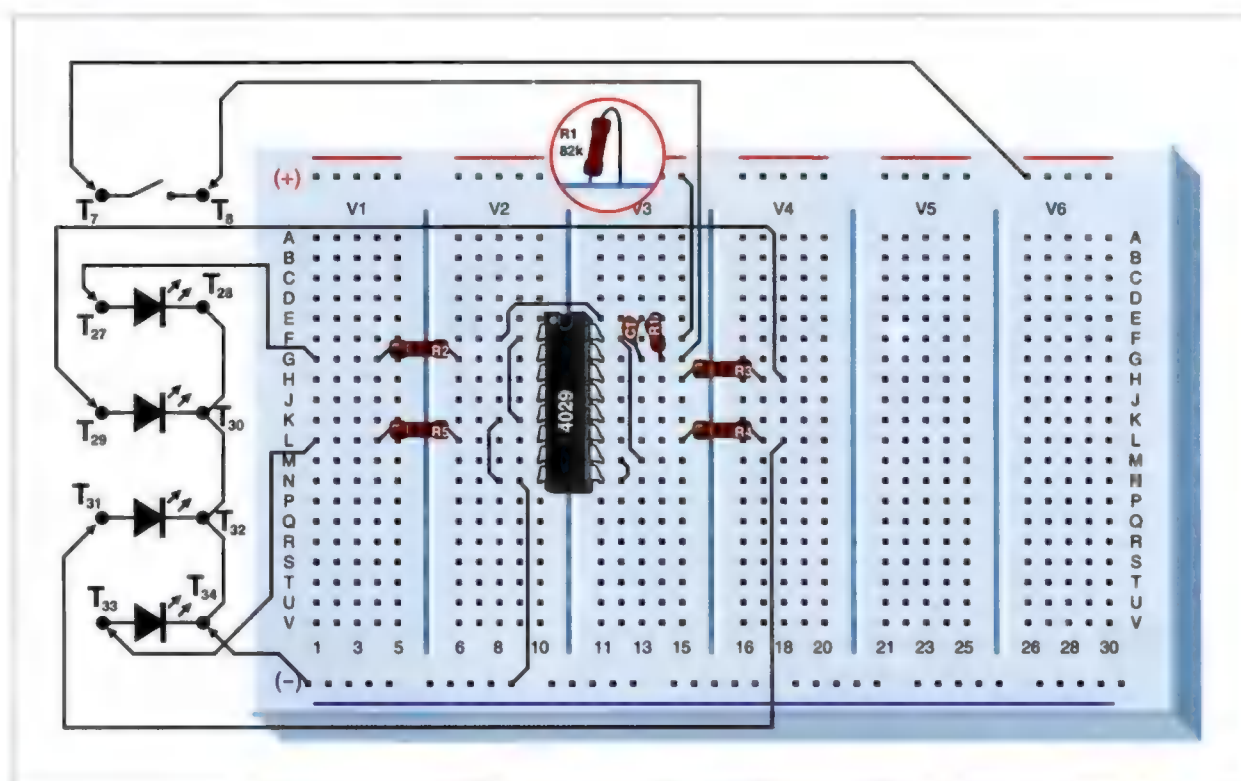 R1
82k
(+)
T7 T8
V1 V2 V3 V4 V5 V6
A A
B B
T28 C C
D D
T27 E E
F C1 R1 F
G R2 G
H R3 H
J J
T29 T30 K 4029 K
L R5 R4 L
M M
T31 N N
P P
T32 Q Q
R R
S S
T33 T34 T T
U U
V V
1 3 5 6 8 10 11 13 15 16 18 20 21 23 25 26 28 30
(−)